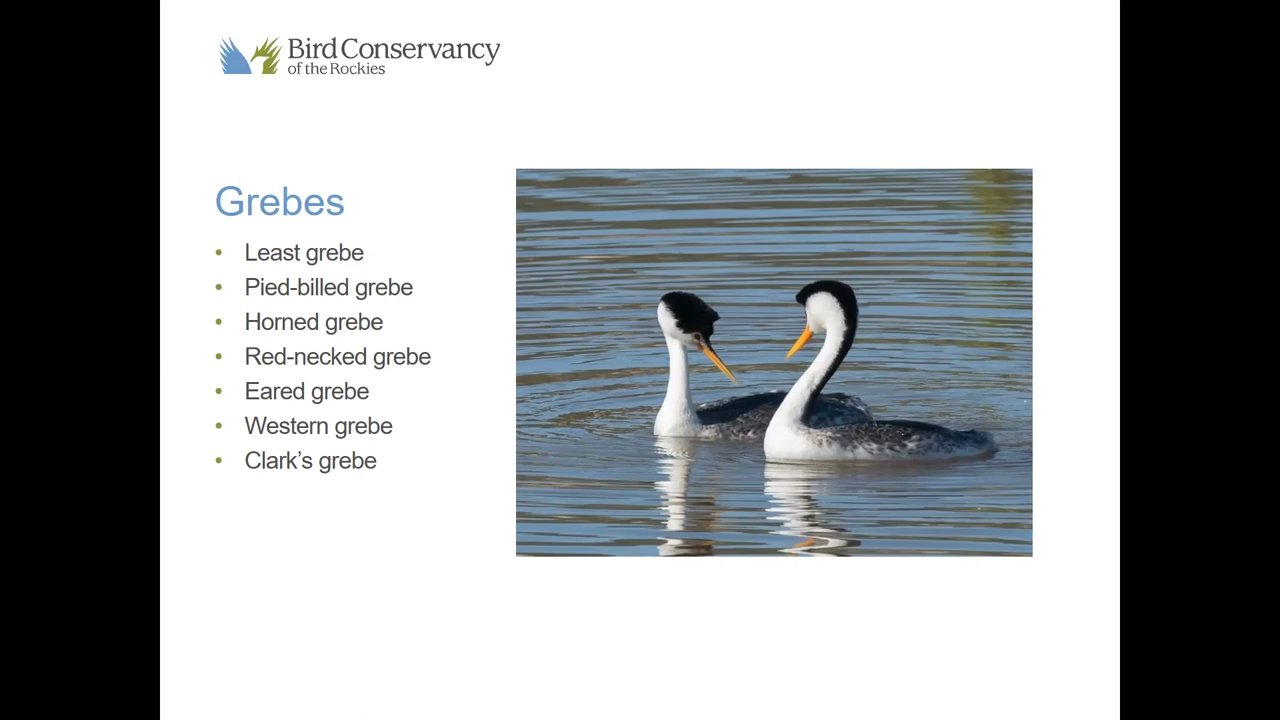 Bird Conservancy
of the Rockies
Grebes
• Least grebe
• Pied-billed grebe
• Horned grebe
• Red-necked grebe
• Eared grebe
• Western grebe
• Clark’s grebe